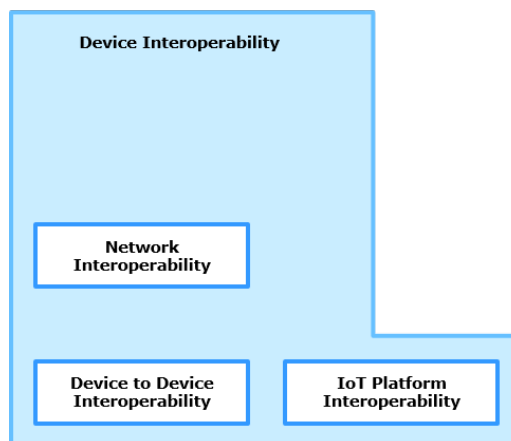 Device Interoperability
Network
Interoperability
Device to Device
Interoperability
IoT Platform
Interoperability